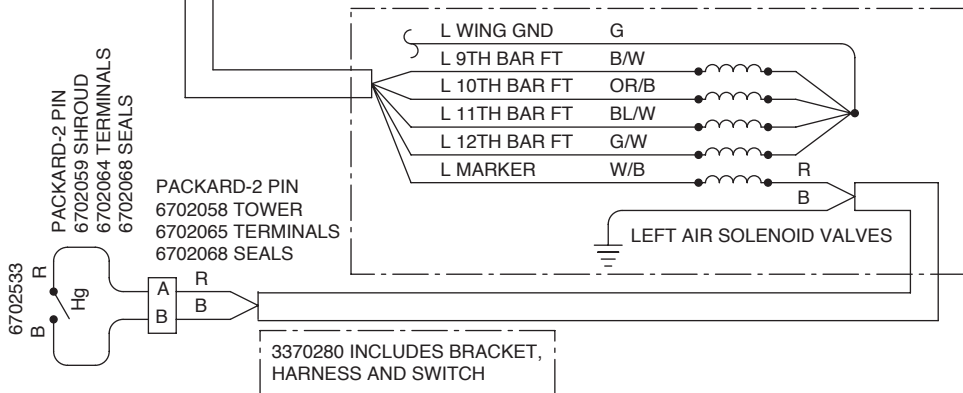 L WING GND G
L 9TH BAR FT B/W
L 10TH BAR FT OR/B
L 11TH BAR FT BL/W
L 12TH BAR FT G/W
L MARKER W/B R
B
LEFT AIR SOLENOID VALVES
PACKARD-2 PIN
6702059 SHROUD
6702064 TERMINALS
6702068 SEALS
PACKARD-2 PIN
6702058 TOWER
6702065 TERMINALS
6702068 SEALS
6702533
R
B
Hg
A R
B B
3370280 INCLUDES BRACKET,
HARNESS AND SWITCH